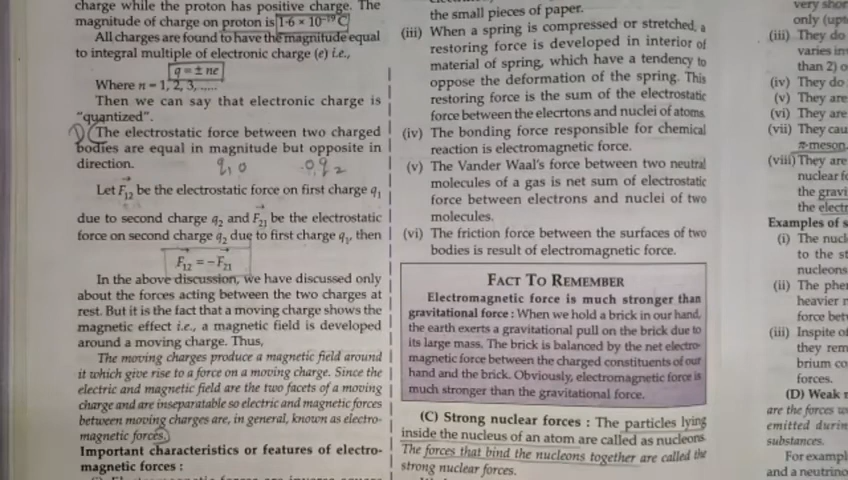 charge while the proton has positive charge. The
magnitude of charge on proton is 1·6 × 10⁻¹⁹ C
All charges are found to have the magnitude equal
to integral multiple of electronic charge (e) i.e.,
q = ± ne
Where n = 1, 2, 3, .....
Then we can say that electronic charge is
"quantized".
The electrostatic force between two charged
bodies are equal in magnitude but opposite in
direction.
q₁ 0 0 q₂
Let F₁₂ be the electrostatic force on first charge q₁
due to second charge q₂ and F₂₁ be the electrostatic
force on second charge q₂ due to first charge q₁, then
F₁₂ = – F₂₁
In the above discussion, we have discussed only
about the forces acting between the two charges at
rest. But it is the fact that a moving charge shows the
magnetic effect i.e., a magnetic field is developed
around a moving charge. Thus,
The moving charges produce a magnetic field around
it which give rise to a force on a moving charge. Since the
electric and magnetic field are the two facets of a moving
charge and are inseparatable so electric and magnetic forces
between moving charges are, in general, known as electro-
magnetic forces.
Important characteristics or features of electro-
magnetic forces :
the small pieces of paper.
(iii) When a spring is compressed or stretched, a
restoring force is developed in interior of
material of spring, which have a tendency to
oppose the deformation of the spring. This
restoring force is the sum of the electrostatic
force between the elecrtons and nuclei of atoms.
(iv) The bonding force responsible for chemical
reaction is electromagnetic force.
(v) The Vander Waal's force between two neutral
molecules of a gas is net sum of electrostatic
force between electrons and nuclei of two
molecules.
(vi) The friction force between the surfaces of two
bodies is result of electromagnetic force.
FACT TO REMEMBER
Electromagnetic force is much stronger than
gravitational force : When we hold a brick in our hand,
the earth exerts a gravitational pull on the brick due to
its large mass. The brick is balanced by the net electro-
magnetic force between the charged constituents of our
hand and the brick. Obviously, electromagnetic force is
much stronger than the gravitational force.
(C) Strong nuclear forces : The particles lying
inside the nucleus of an atom are called as nucleons.
The forces that bind the nucleons together are called the
strong nuclear forces.
very shor
only (upt
(iii) They do
varies inv
than 2) o
(iv) They do
(v) They are
(vi) They are
(vii) They cau
π-meson.
(viii) They are
nuclear fo
the gravi
the electr
Examples of s
(i) The nucl
to the st
nucleons
(ii) The phe
heavier n
force bet
(iii) Inspite of
they rem
brium co
forces.
(D) Weak n
are the forces w
emitted durin
substances.
For exampl
and a neutrino